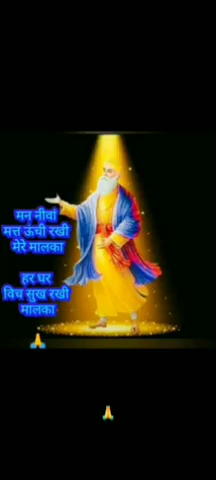 मन नीवां
मत्त ऊंची रखी
मेरे मालका
हर घर
विच सुख रखी
मालका
🙏
🙏